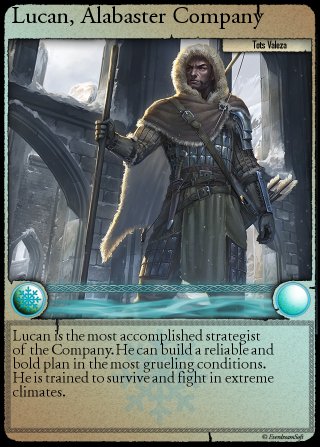 Lucan, Alabaster Company
Tots Valeza
Lucan is the most accomplished strategist
of the Company. He can build a reliable and
bold plan in the most grueling conditions.
He is trained to survive and fight in extreme
climates.
© EverdreamSoft